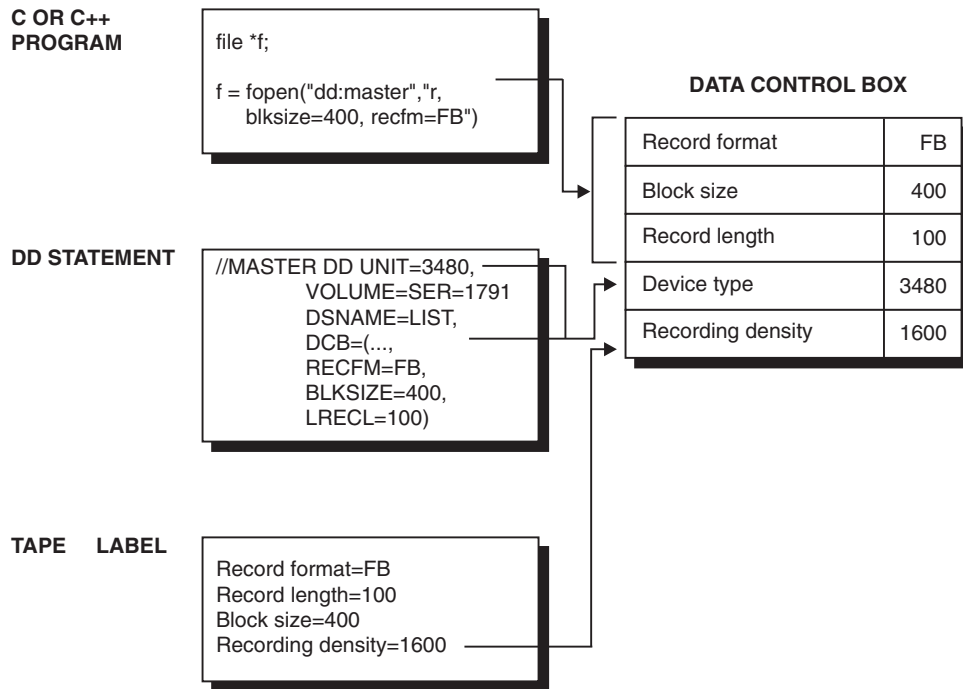 C OR C++
PROGRAM
file *f;
f = fopen("dd:master","r,
blksize=400, recfm=FB")
DATA CONTROL BOX
Record format FB
Block size 400
Record length 100
Device type 3480
Recording density 1600
DD STATEMENT
//MASTER DD UNIT=3480,
VOLUME=SER=1791
DSNAME=LIST,
DCB=(...,
RECFM=FB,
BLKSIZE=400,
LRECL=100)
TAPE LABEL
Record format=FB
Record length=100
Block size=400
Recording density=1600